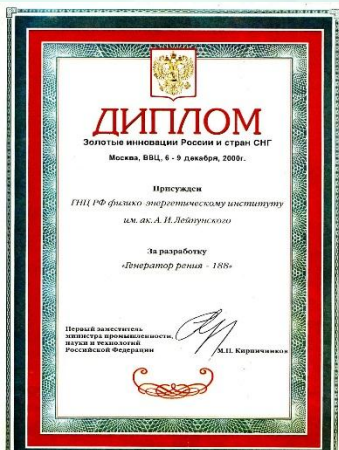 ДИПЛОМ
Золотые инновации России и стран СНГ
Москва, ВВЦ, 6 - 9 декабря, 2000г.
Присужден
ГНЦ РФ физико-энергетическому институту
им. ак. А. И. Лейпунского
За разработку
«Генератор рения - 188»
Первый заместитель
министра промышленности,
науки и технологий
Российской Федерации
М.П. Кирпичников